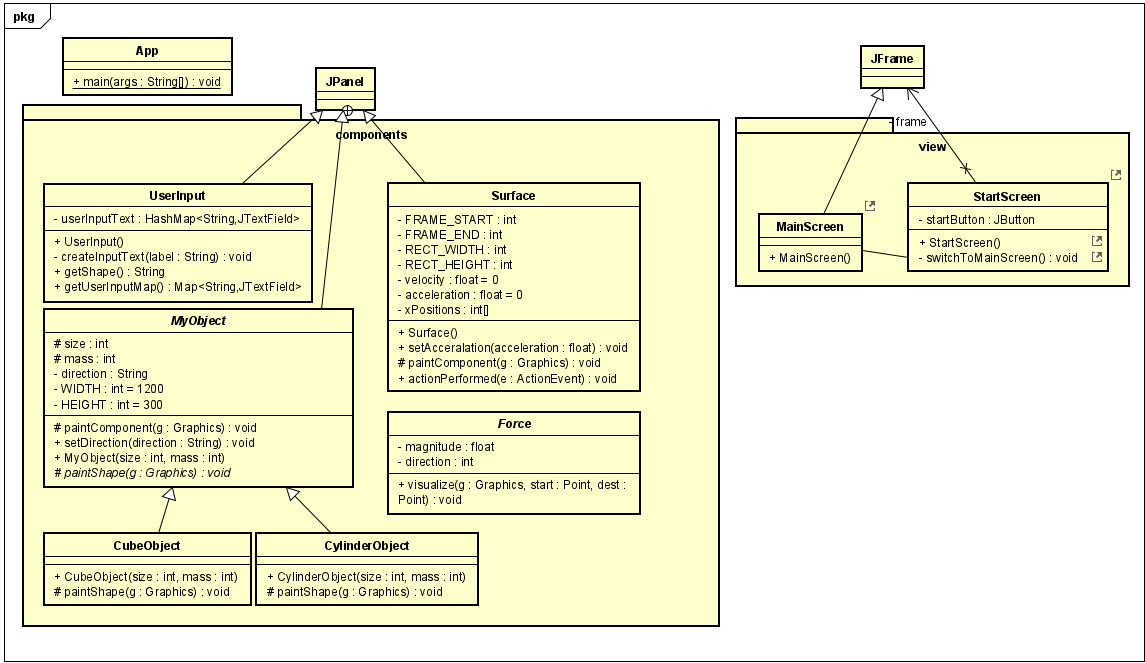 pkg
App
+ main(args : String[]) : void
JPanel
components
UserInput
- userInputText : HashMap<String,JTextField>
+ UserInput()
- createInputText(label : String) : void
+ getShape() : String
+ getUserInputMap() : Map<String,JTextField>
MyObject
# size : int
# mass : int
- direction : String
- WIDTH : int = 1200
- HEIGHT : int = 300
# paintComponent(g : Graphics) : void
+ setDirection(direction : String) : void
+ MyObject(size : int, mass : int)
# paintShape(g : Graphics) : void
CubeObject
+ CubeObject(size : int, mass : int)
# paintShape(g : Graphics) : void
CylinderObject
+ CylinderObject(size : int, mass : int)
# paintShape(g : Graphics) : void
Surface
- FRAME_START : int
- FRAME_END : int
- RECT_WIDTH : int
- RECT_HEIGHT : int
- velocity : float = 0
- acceleration : float = 0
- xPositions : int[]
+ Surface()
+ setAcceralation(acceleration : float) : void
# paintComponent(g : Graphics) : void
+ actionPerformed(e : ActionEvent) : void
Force
- magnitude : float
- direction : int
+ visualize(g : Graphics, start : Point, dest :
Point) : void
JFrame
- frame
view
MainScreen
+ MainScreen()
StartScreen
- startButton : JButton
+ StartScreen()
- switchToMainScreen() : void